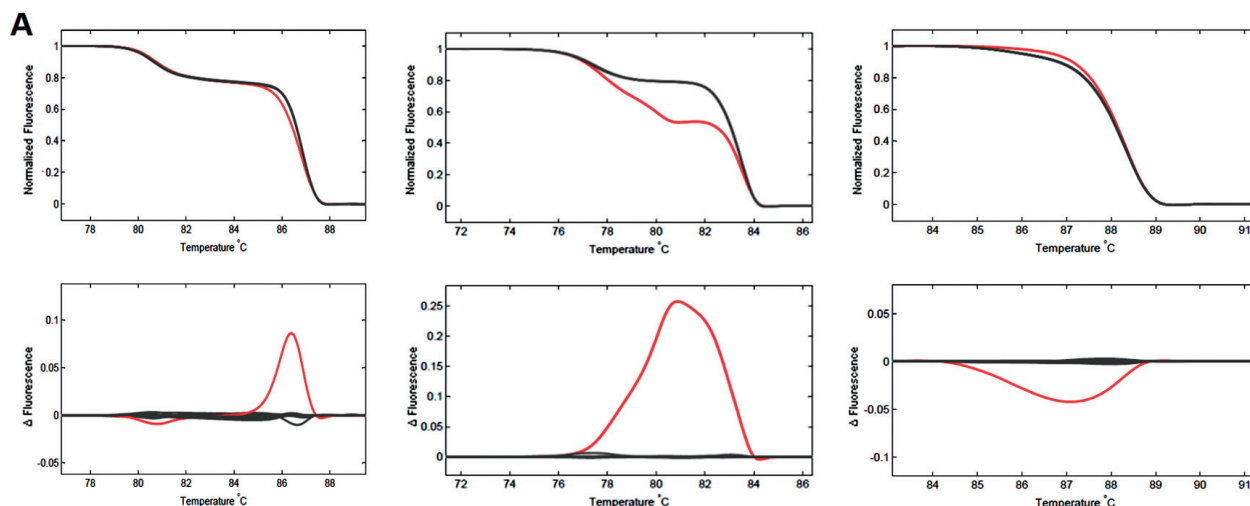 A
Normalized Fluorescence
1
0.8
0.6
0.4
0.2
0
78 80 82 84 86 88
Temperature °C
Normalized Fluorescence
1
0.8
0.6
0.4
0.2
0
72 74 76 78 80 82 84 86
Temperature °C
Normalized Fluorescence
1
0.8
0.6
0.4
0.2
0
84 85 86 87 88 89 90 91
Temperature °C
Δ Fluorescence
0.1
0.05
0
-0.05
78 80 82 84 86 88
Temperature °C
Δ Fluorescence
0.25
0.2
0.15
0.1
0.05
0
72 74 76 78 80 82 84 86
Temperature °C
Δ Fluorescence
0.05
0
-0.05
-0.1
84 85 86 87 88 89 90 91
Temperature °C